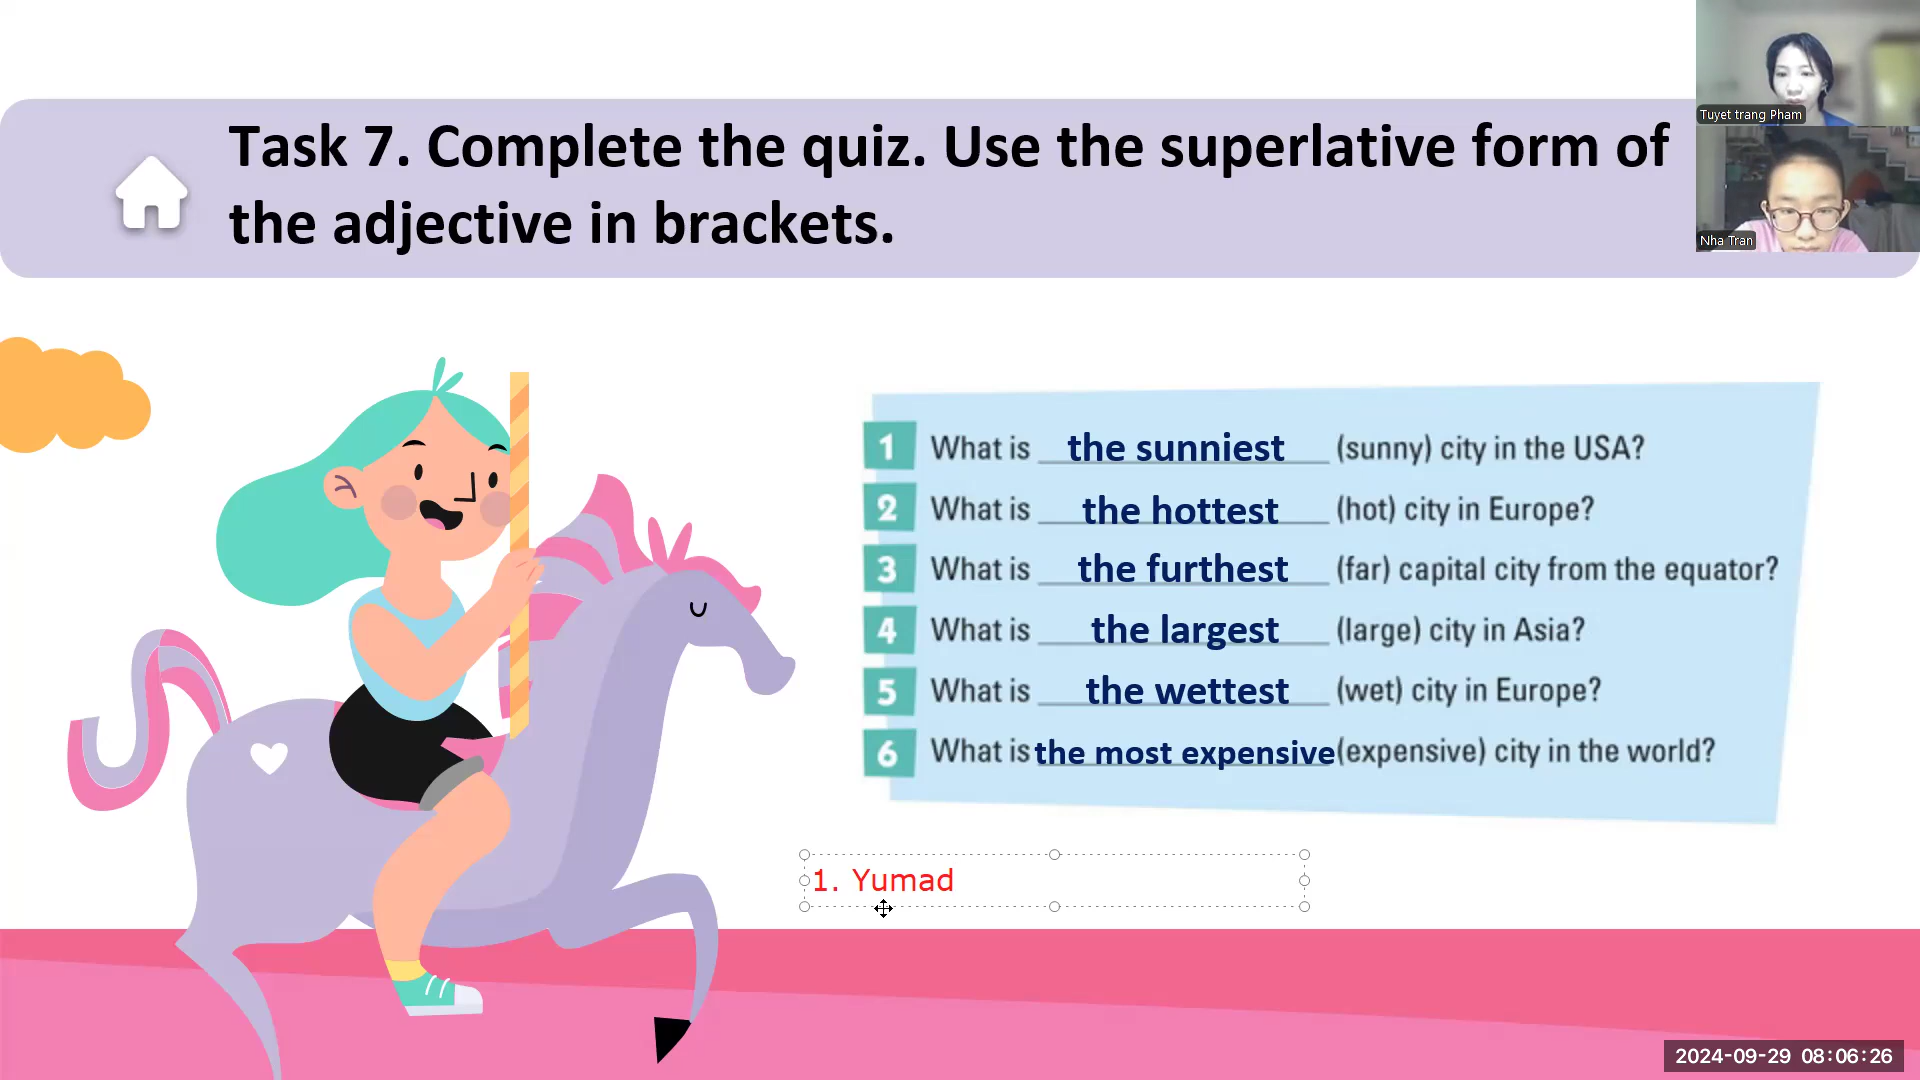 Task 7. Complete the quiz. Use the superlative form of
the adjective in brackets.
Tuyet trang Pham
Nha Tran
1 What is the sunniest (sunny) city in the USA?
2 What is the hottest (hot) city in Europe?
3 What is the furthest (far) capital city from the equator?
4 What is the largest (large) city in Asia?
5 What is the wettest (wet) city in Europe?
6 What is the most expensive (expensive) city in the world?
1. Yumad
2024-09-29 08:06:26